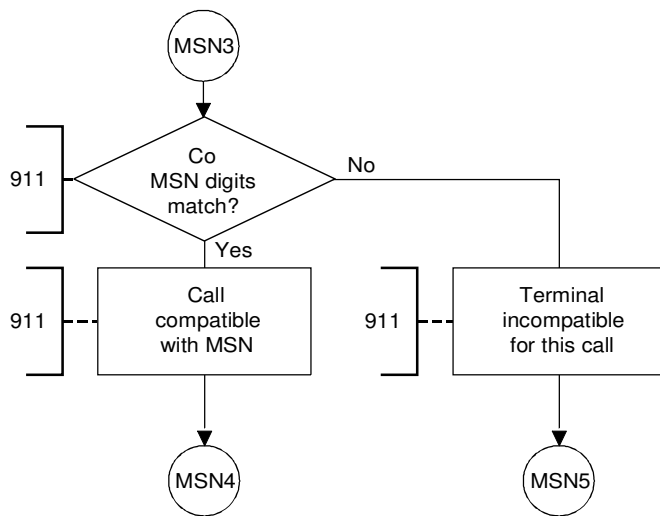 MSN3
Co
MSN digits
match?
911
No
Yes
911
Call
compatible
with MSN
911
Terminal
incompatible
for this call
MSN4
MSN5